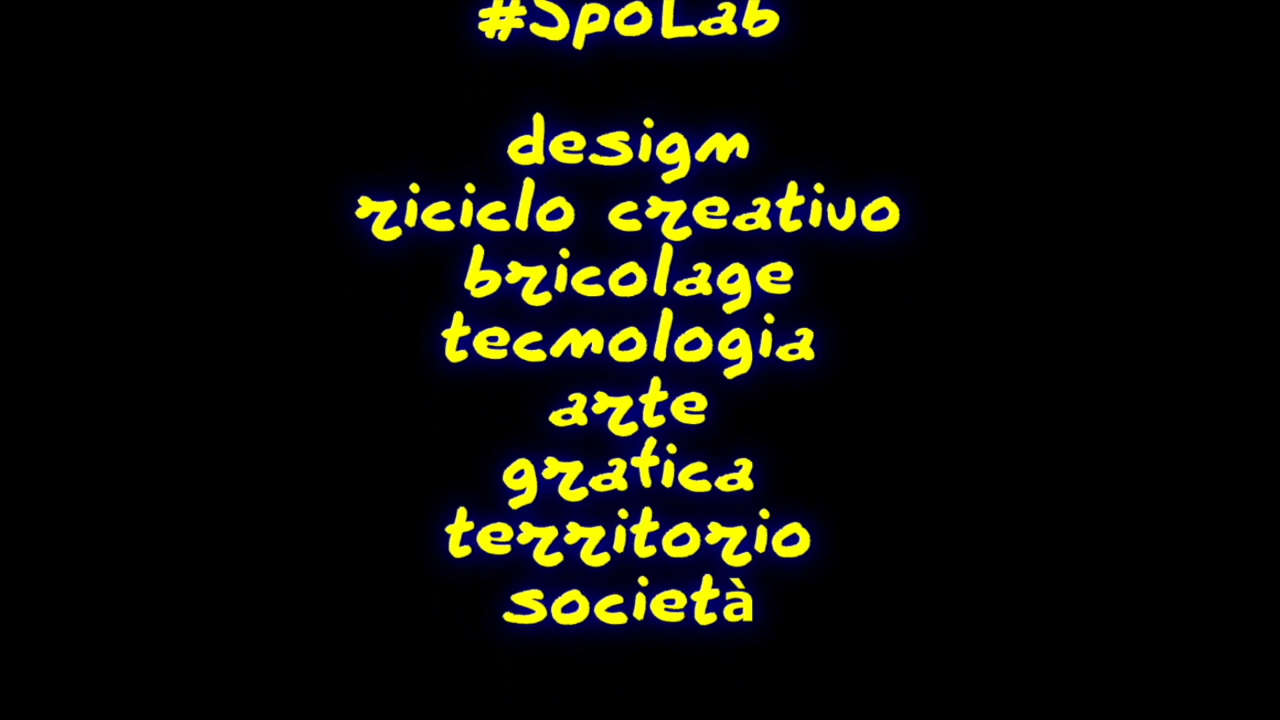 #SpoLab
design
riciclo creativo
bricolage
tecnologia
arte
grafica
territorio
società